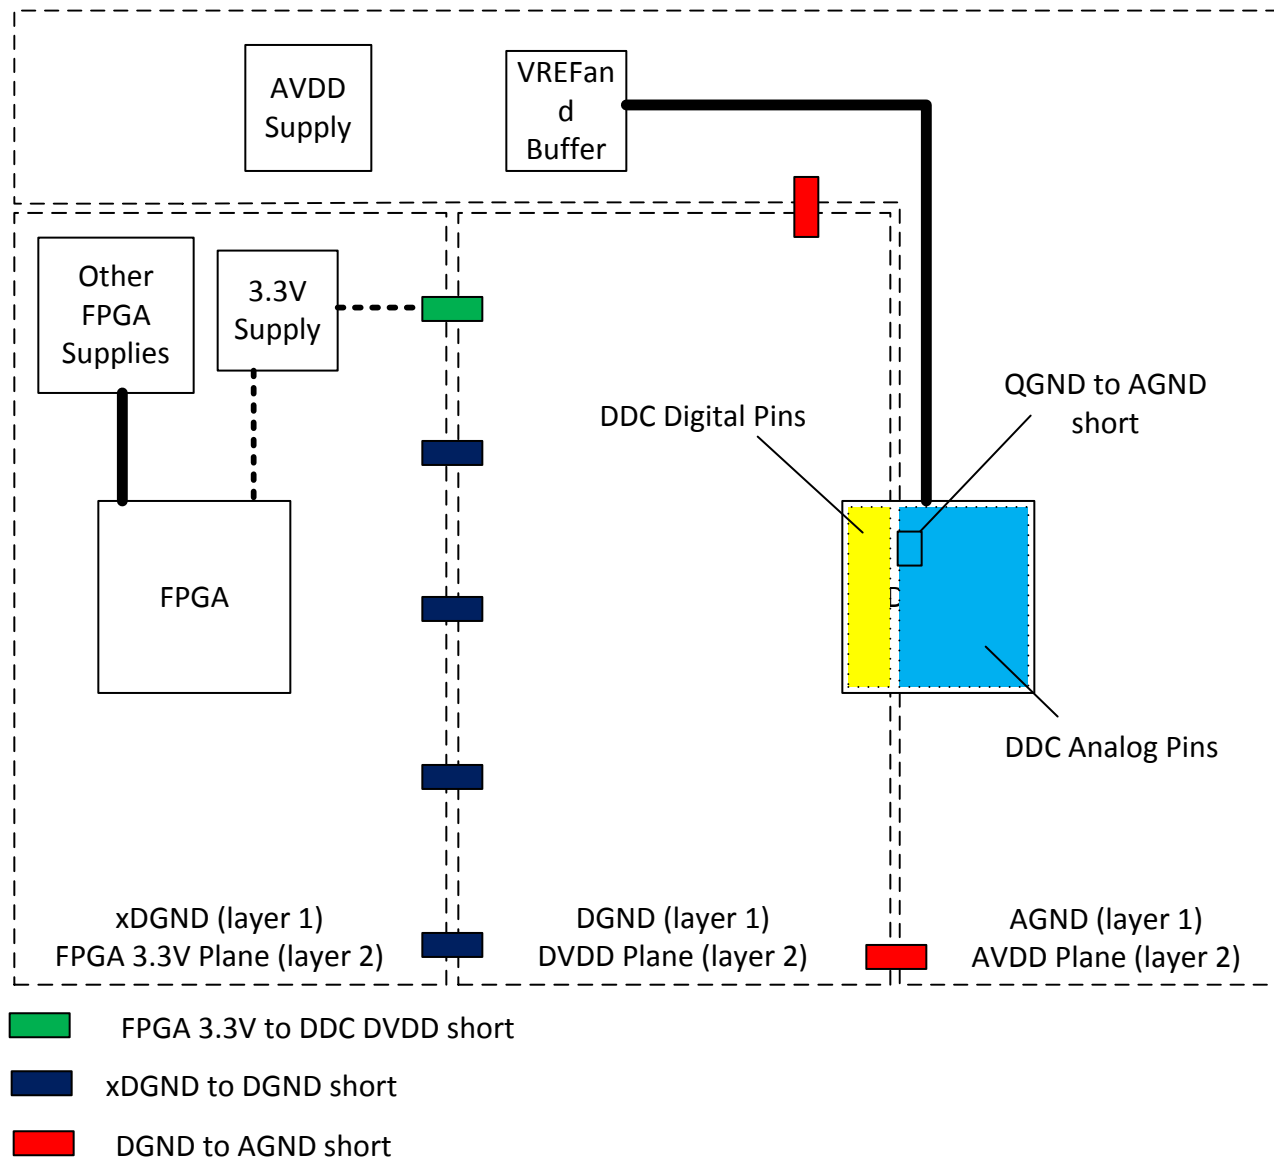 AVDD
Supply
VREFan
d
Buffer
Other
FPGA
Supplies
3.3V
Supply
QGND to AGND
short
DDC Digital Pins
FPGA
D
DDC Analog Pins
xDGND (layer 1)
FPGA 3.3V Plane (layer 2)
DGND (layer 1)
DVDD Plane (layer 2)
AGND (layer 1)
AVDD Plane (layer 2)
FPGA 3.3V to DDC DVDD short
xDGND to DGND short
DGND to AGND short